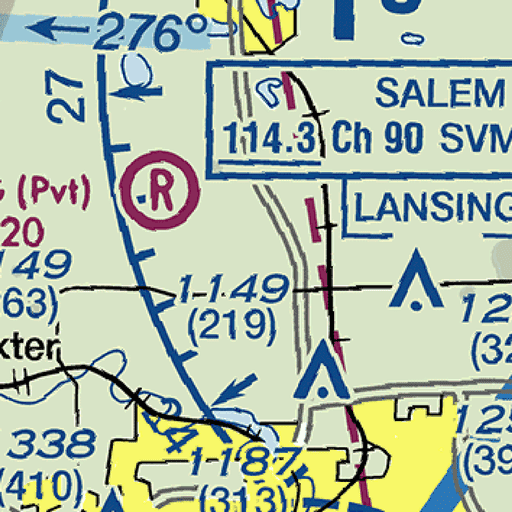 276°
27
SALEM
114.3 Ch 90 SVM
R
(Pvt)
20
LANSING
149
63)
1149
(219)
12
(32
xter
24
338
(410)
1187
(313)
125
(39